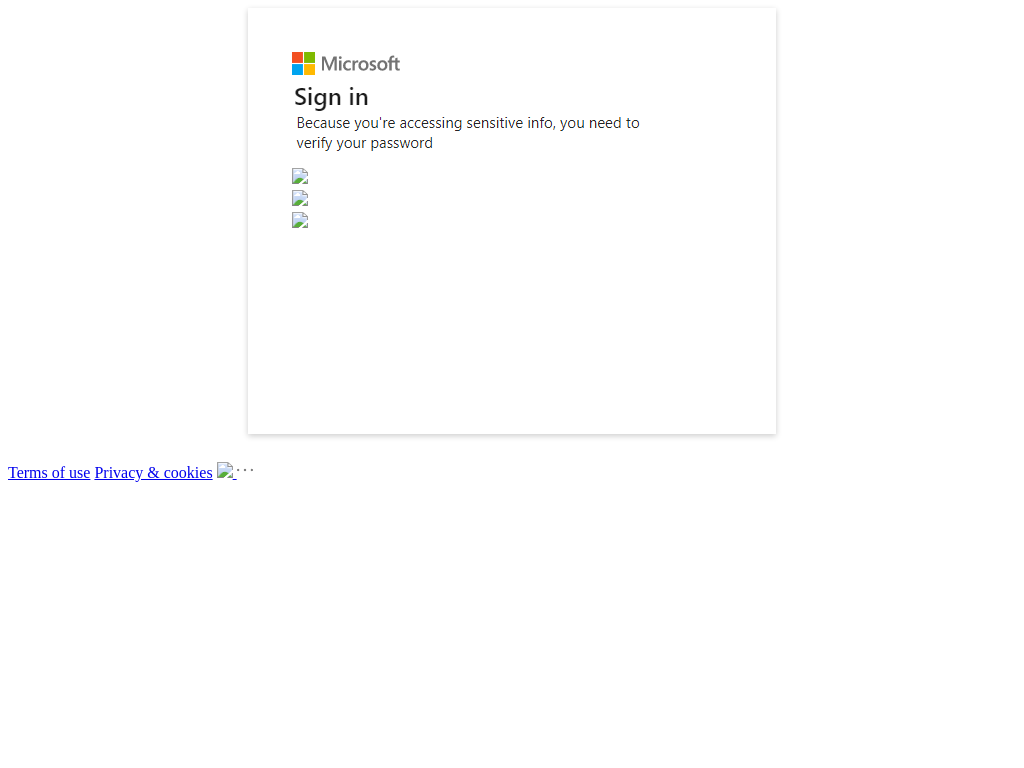 Microsoft
Sign in
Because you're accessing sensitive info, you need to
verify your password
Terms of use Privacy & cookies ...